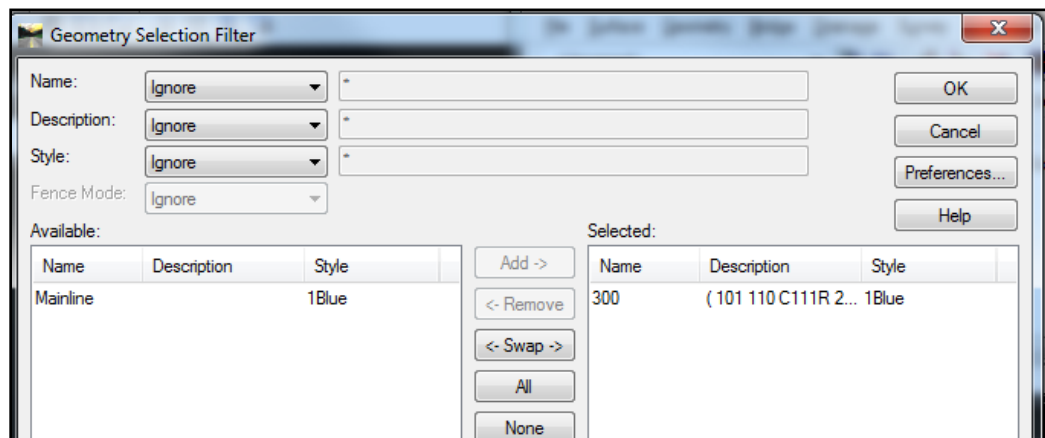 Geometry Selection Filter
Name: Ignore * OK
Description: Ignore * Cancel
Style: Ignore * Preferences...
Fence Mode: Ignore Help
Available: Selected:
Name Description Style Add -> Name Description Style
Mainline 1Blue <- Remove 300 ( 101 110 C111R 2... 1Blue
<- Swap ->
All
None